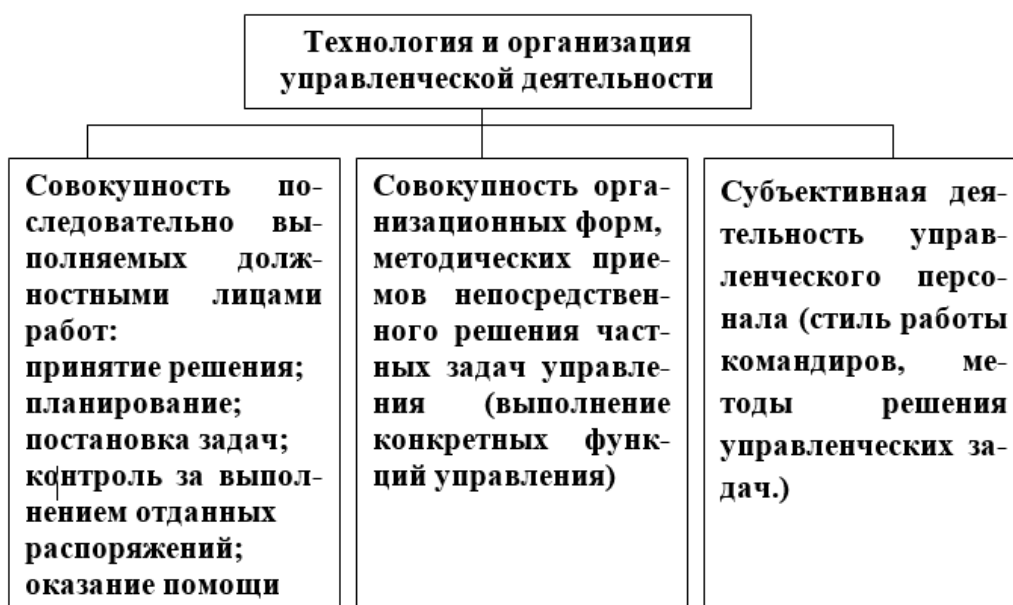 Технология и организация
управленческой деятельности
Совокупность по-
следовательно вы-
полняемых долж-
ностными лицами
работ:
принятие решения;
планирование;
постановка задач;
контроль за выпол-
нением отданных
распоряжений;
оказание помощи
Совокупность орга-
низационных форм,
методических прие-
мов непосредствен-
ного решения част-
ных задач управле-
ния (выполнение
конкретных функ-
ций управления)
Субъективная дея-
тельность управ-
ленческого персо-
нала (стиль работы
командиров, ме-
тоды решения
управленческих за-
дач.)